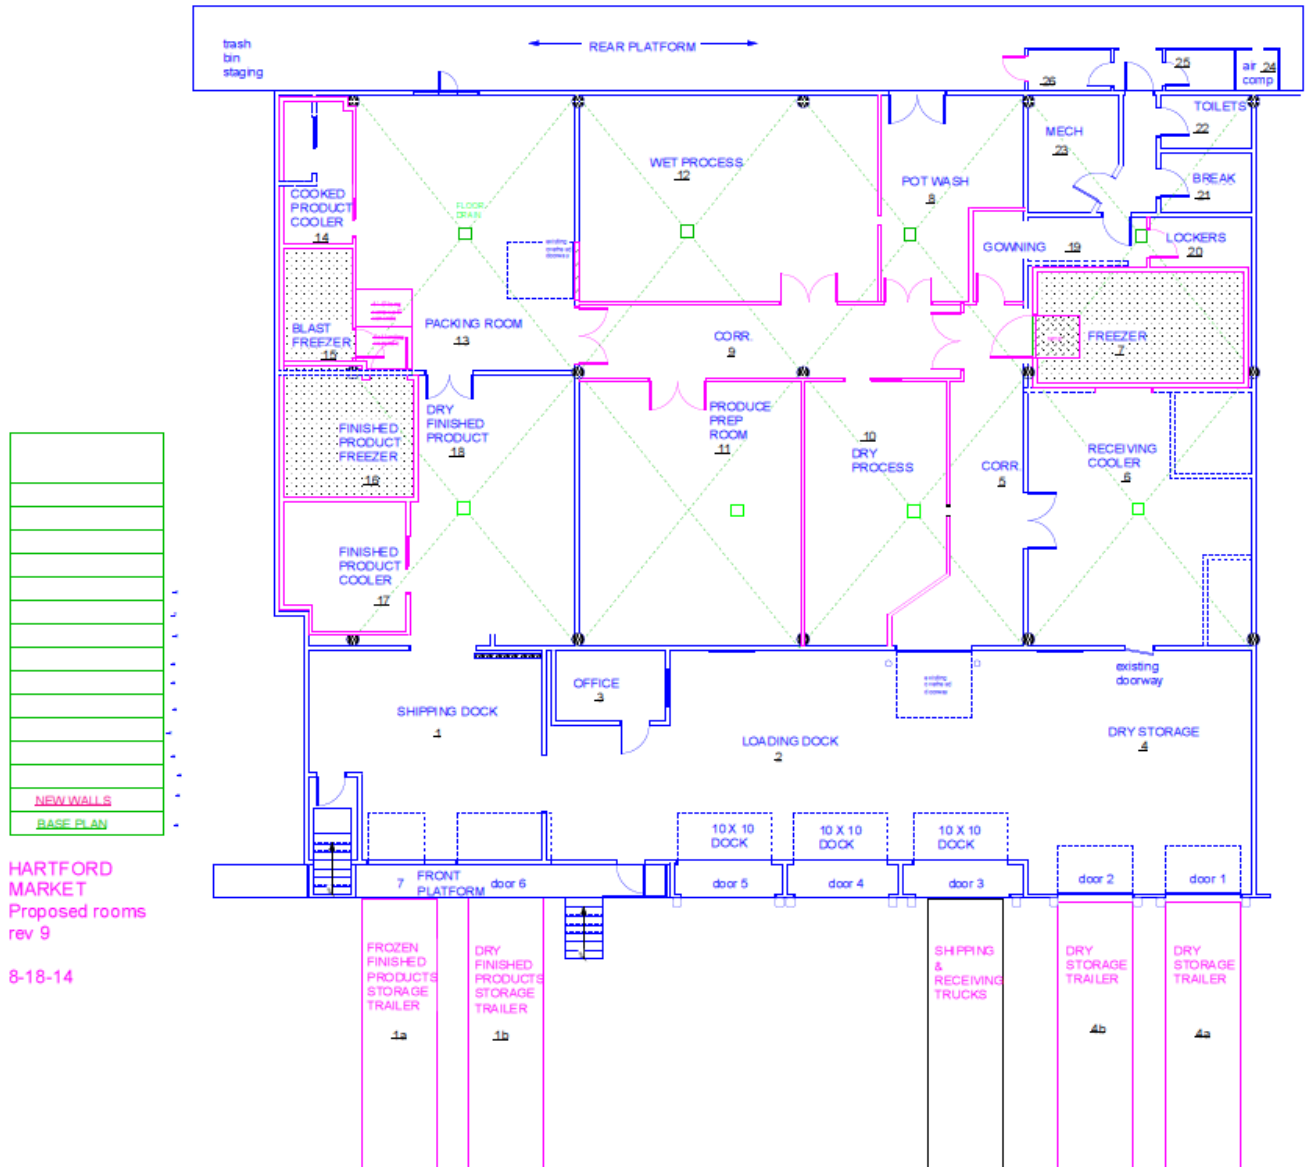 trash
bin
staging
REAR PLATFORM
26
25
air
comp
24
TOILETS
22
MECH
23
WET PROCESS
12
POT WASH
8
BREAK
21
COOKED
PRODUCT
COOLER
14
FLOOR
DRAIN
existing
overhead
doorway
GOWNING
19
LOCKERS
20
BLAST
FREEZER
15
PACKING ROOM
13
CORR.
9
FREEZER
7
DRY
FINISHED
PRODUCT
18
PRODUCE
PREP
ROOM
11
FINISHED
PRODUCT
FREEZER
16
10
DRY
PROCESS
CORR.
5
RECEIVING
COOLER
6
FINISHED
PRODUCT
COOLER
17
OFFICE
3
existing
overhead
doorway
existing
doorway
SHIPPING DOCK
1
LOADING DOCK
2
DRY STORAGE
4
NEW WALLS
BASE PLAN
10 X 10
DOCK
10 X 10
DOCK
10 X 10
DOCK
7
FRONT
PLATFORM
door 6
door 5
door 4
door 3
door 2
door 1
HARTFORD
MARKET
Proposed rooms
rev 9
8-18-14
FROZEN
FINISHED
PRODUCTS
STORAGE
TRAILER
1a
DRY
FINISHED
PRODUCTS
STORAGE
TRAILER
1b
SHIPPING
&
RECEIVING
TRUCKS
DRY
STORAGE
TRAILER
4b
DRY
STORAGE
TRAILER
4a